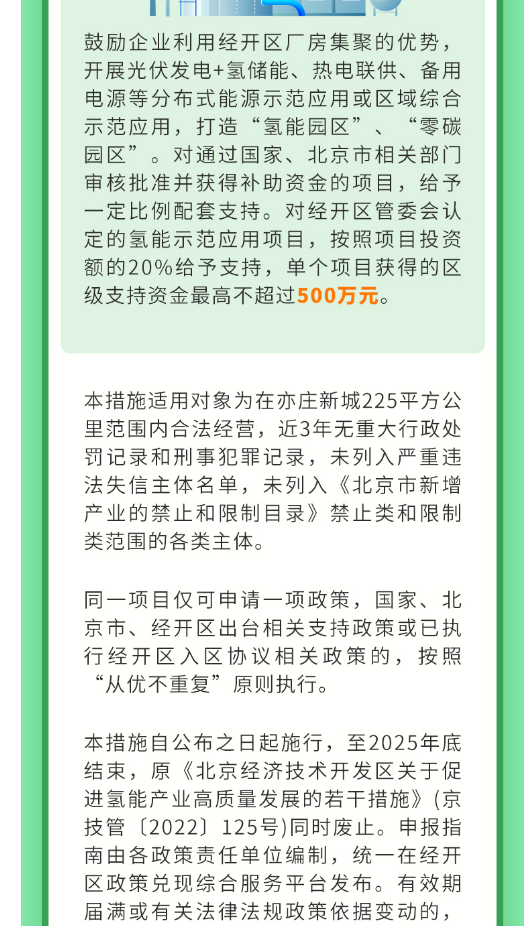 鼓励企业利用经开区厂房集聚的优势，
开展光伏发电+氢储能、热电联供、备用
电源等分布式能源示范应用或区域综合
示范应用，打造“氢能园区”、“零碳
园区”。对通过国家、北京市相关部门
审核批准并获得补助资金的项目，给予
一定比例配套支持。对经开区管委会认
定的氢能示范应用项目，按照项目投资
额的20%给予支持，单个项目获得的区
级支持资金最高不超过500万元。
本措施适用对象为在亦庄新城225平方公
里范围内合法经营，近3年无重大行政处
罚记录和刑事犯罪记录，未列入严重违
法失信主体名单，未列入《北京市新增
产业的禁止和限制目录》禁止类和限制
类范围的各类主体。
同一项目仅可申请一项政策，国家、北
京市、经开区出台相关支持政策或已执
行经开区入区协议相关政策的，按照
“从优不重复”原则执行。
本措施自公布之日起施行，至2025年底
结束，原《北京经济技术开发区关于促
进氢能产业高质量发展的若干措施》(京
技管〔2022〕125号)同时废止。申报指
南由各政策责任单位编制，统一在经开
区政策兑现综合服务平台发布。有效期
届满或有关法律法规政策依据变动的，